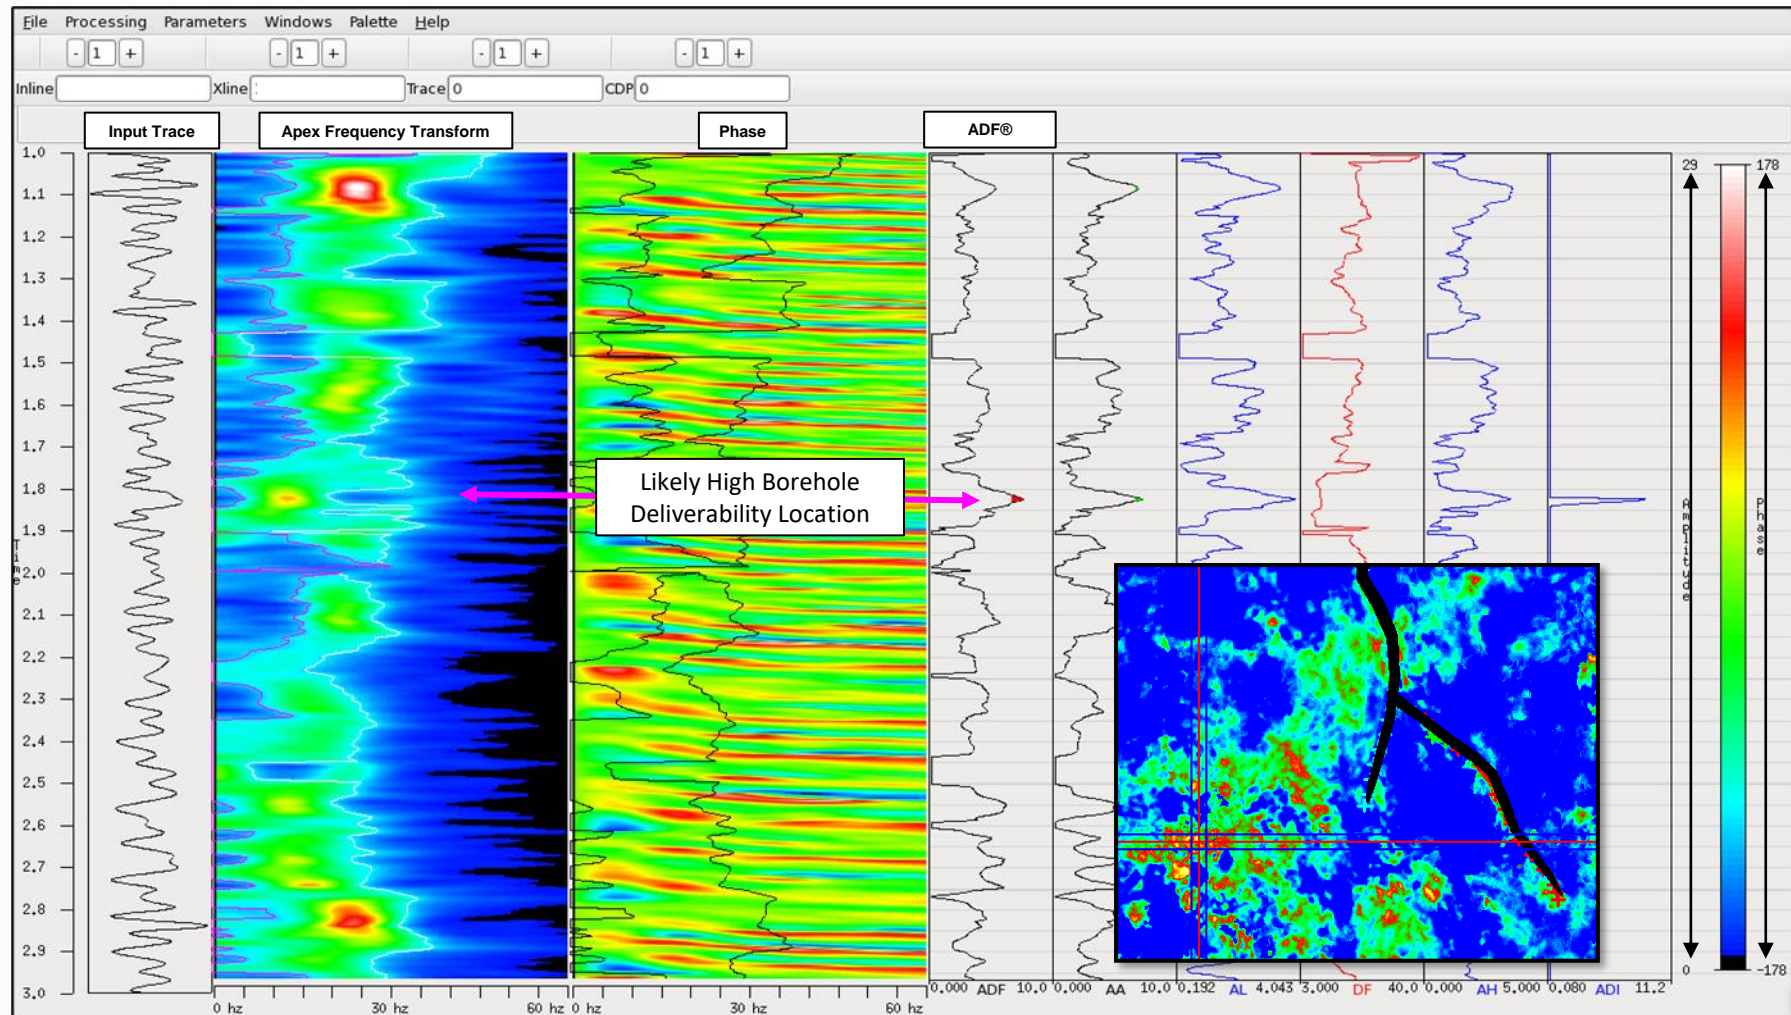 File Processing Parameters Windows Palette Help
- 1 + - 1 + - 1 + - 1 +
Inline Xline : Trace 0 CDP 0
Input Trace
Apex Frequency Transform
Phase
ADF®
1.0
1.1
1.2
1.3
1.4
1.5
1.6
1.7
1.8
1.9
2.0
2.1
2.2
2.3
2.4
2.5
2.6
2.7
2.8
2.9
3.0
Time
Likely High Borehole
Deliverability Location
29 178
Amplitude
Phase
0 -178
0.000 ADF 10.0 0.000 AA 10.0 0.192 AL 4.043 3.000 DF 40.0 0.000 AH 5.000 0.080 ADI 11.2
0 hz 30 hz 60 hz 0 hz 30 hz 60 hz